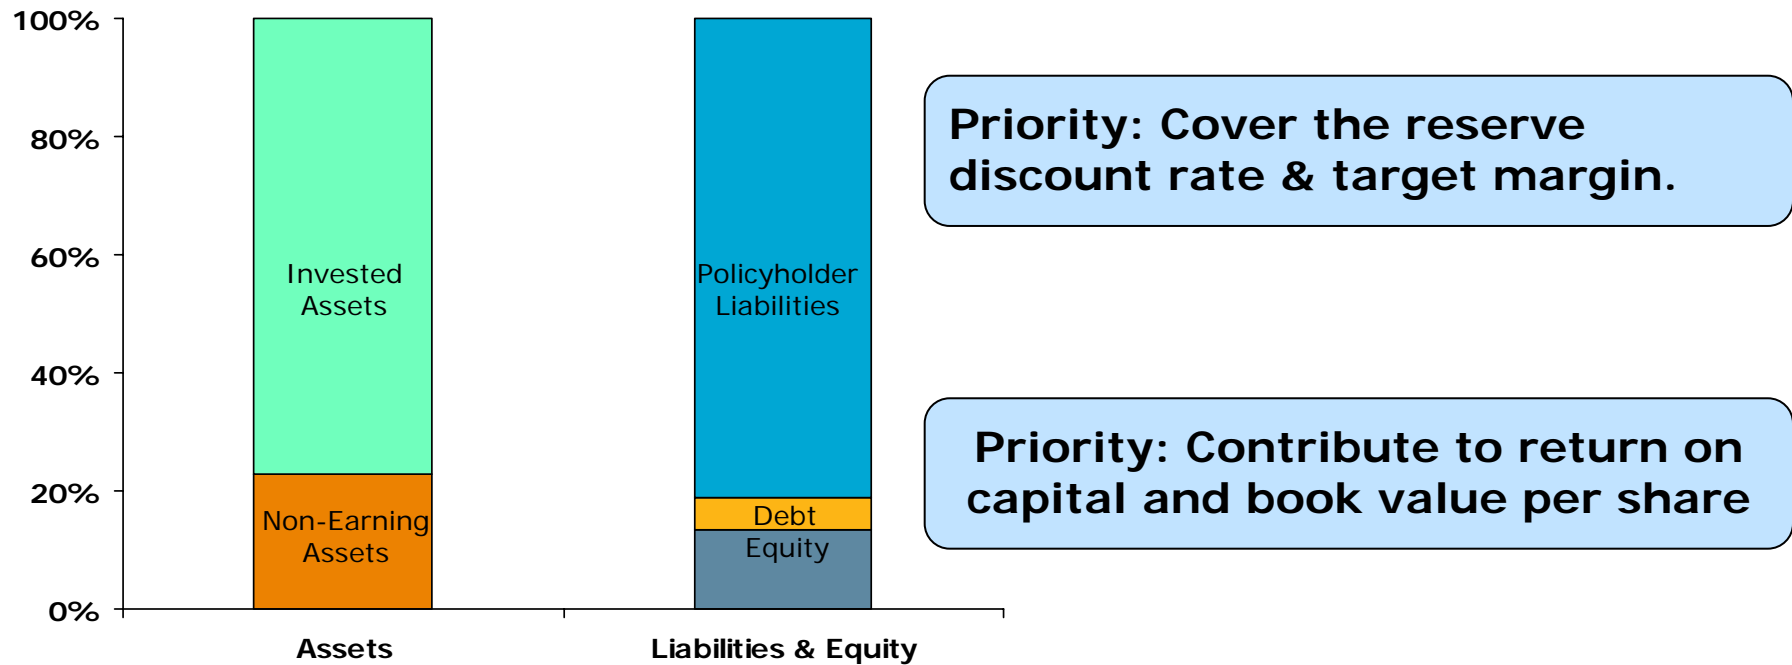 100%
80%
60%
40%
20%
0%
Invested
Assets
Non-Earning
Assets
Policyholder
Liabilities
Debt
Equity
Assets
Liabilities & Equity
Priority: Cover the reserve
discount rate & target margin.
Priority: Contribute to return on
capital and book value per share